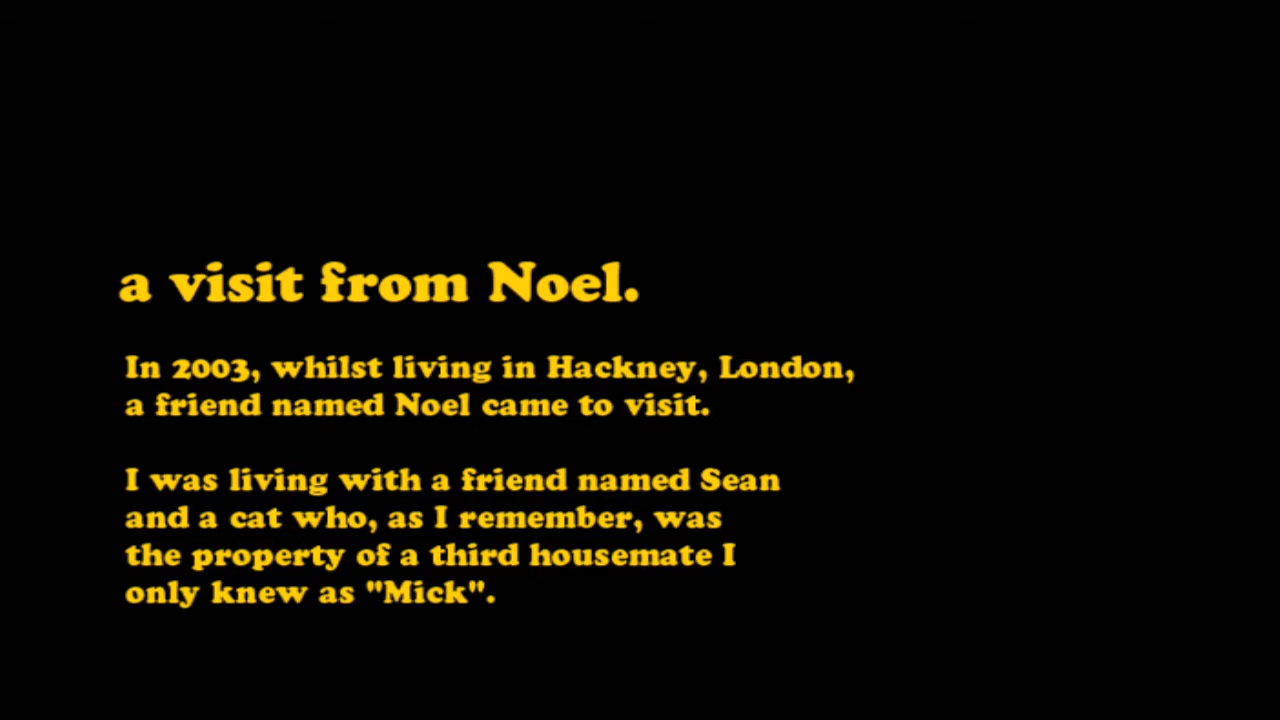 a visit from Noel.
In 2003, whilst living in Hackney, London,
a friend named Noel came to visit.
I was living with a friend named Sean
and a cat who, as I remember, was
the property of a third housemate I
only knew as "Mick".